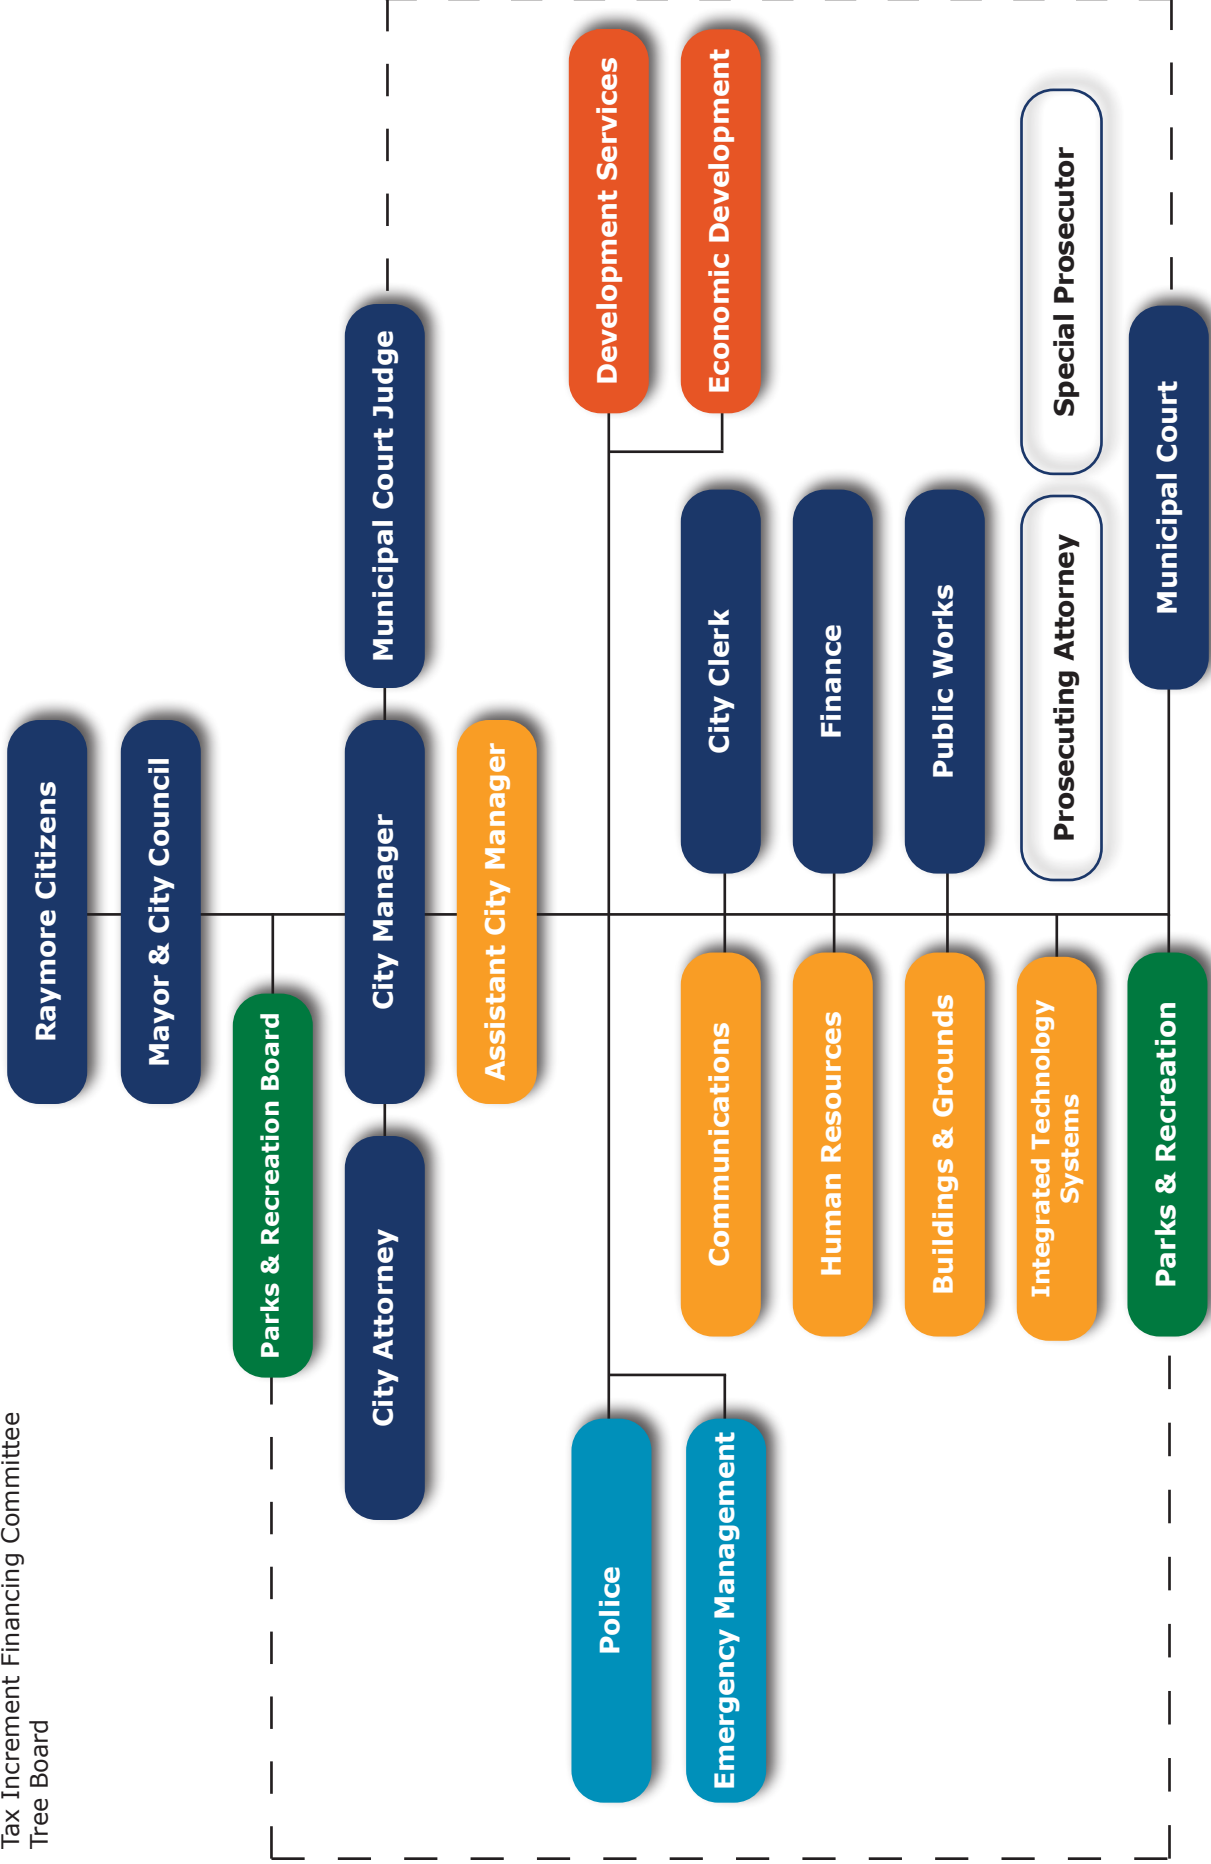 Tax Increment Financing Committee
Tree Board
Raymore Citizens
Mayor & City Council
Parks & Recreation Board
City Attorney
City Manager
Municipal Court Judge
Assistant City Manager
Police
Development Services
Emergency Management
Communications
City Clerk
Economic Development
Human Resources
Finance
Buildings & Grounds
Public Works
Integrated Technology
Systems
Prosecuting Attorney
Special Prosecutor
Parks & Recreation
Municipal Court